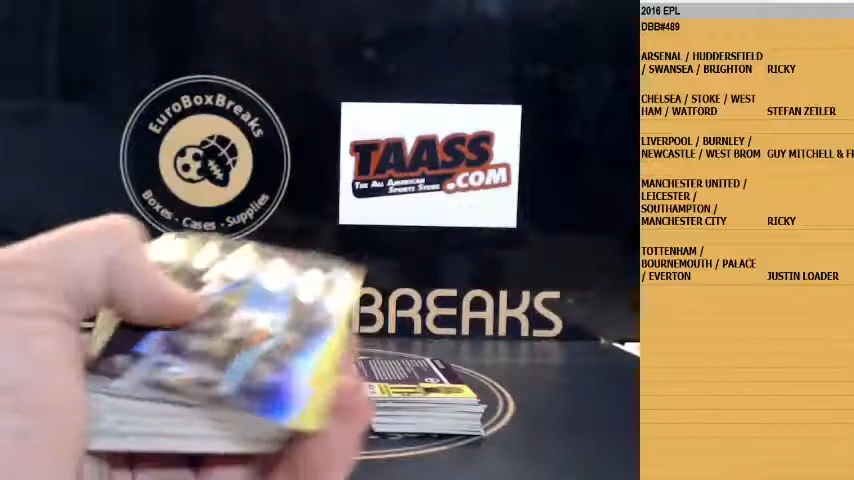 EuroBoxBreaks
Boxes · Cases · Supplies
TAASS
.COM
THE ALL AMERICAN
SPORTS STORE
BREAKS
2016 EPL
DBB#489
ARSENAL / HUDDERSFIELD
/ SWANSEA / BRIGHTON RICKY
CHELSEA / STOKE / WEST
HAM / WATFORD STEFAN ZEILER
LIVERPOOL / BURNLEY /
NEWCASTLE / WEST BROM GUY MITCHELL & FI
MANCHESTER UNITED /
LEICESTER /
SOUTHAMPTON /
MANCHESTER CITY RICKY
TOTTENHAM /
BOURNEMOUTH / PALACE
/ EVERTON JUSTIN LOADER